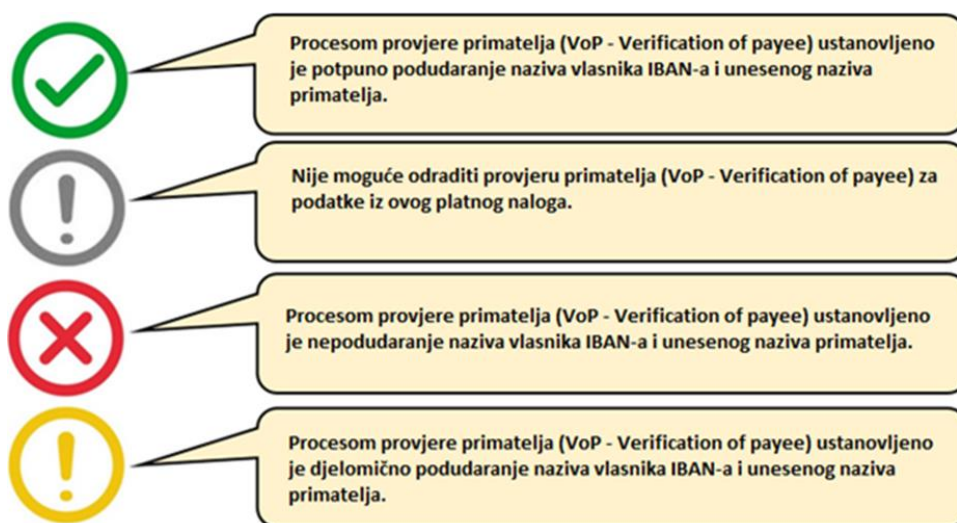 Procesom provjere primatelja (VoP - Verification of payee) ustanovljeno
je potpuno podudaranje naziva vlasnika IBAN-a i unesenog naziva
primatelja.
Nije moguće odraditi provjeru primatelja (VoP - Verification of payee) za
podatke iz ovog platnog naloga.
Procesom provjere primatelja (VoP - Verification of payee) ustanovljeno
je nepodudaranje naziva vlasnika IBAN-a i unesenog naziva primatelja.
Procesom provjere primatelja (VoP - Verification of payee) ustanovljeno
je djelomično podudaranje naziva vlasnika IBAN-a i unesenog naziva
primatelja.